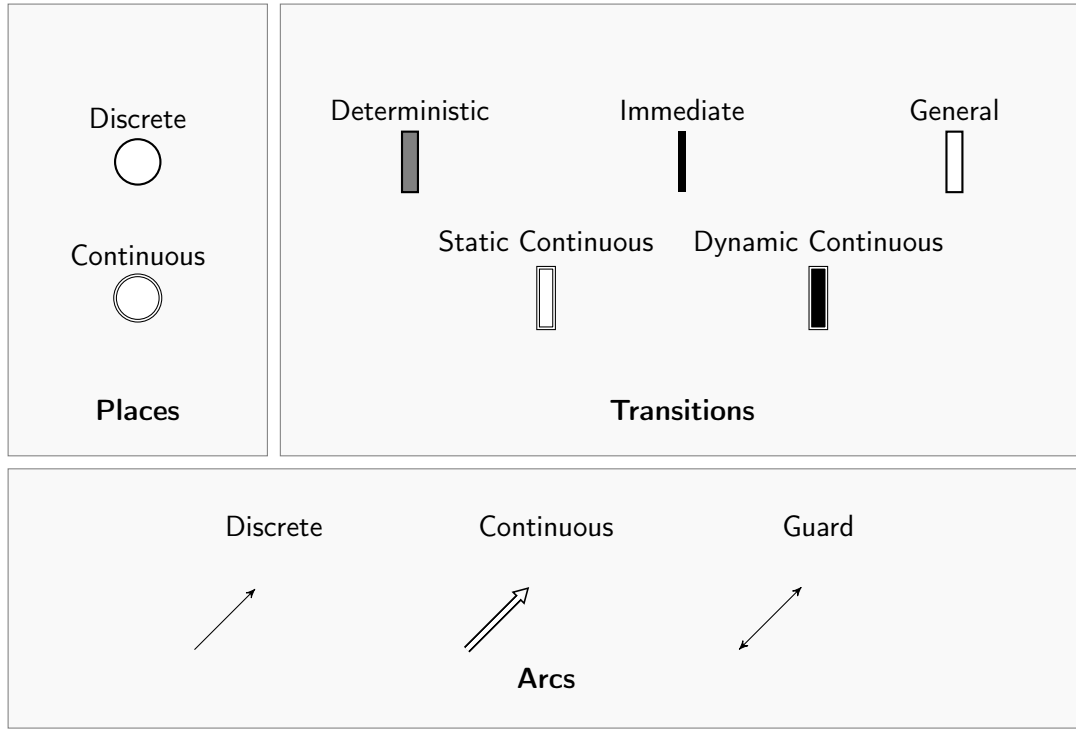 Discrete
Continuous
Places
Deterministic Immediate General
Static Continuous Dynamic Continuous
Transitions
Discrete Continuous Guard
Arcs